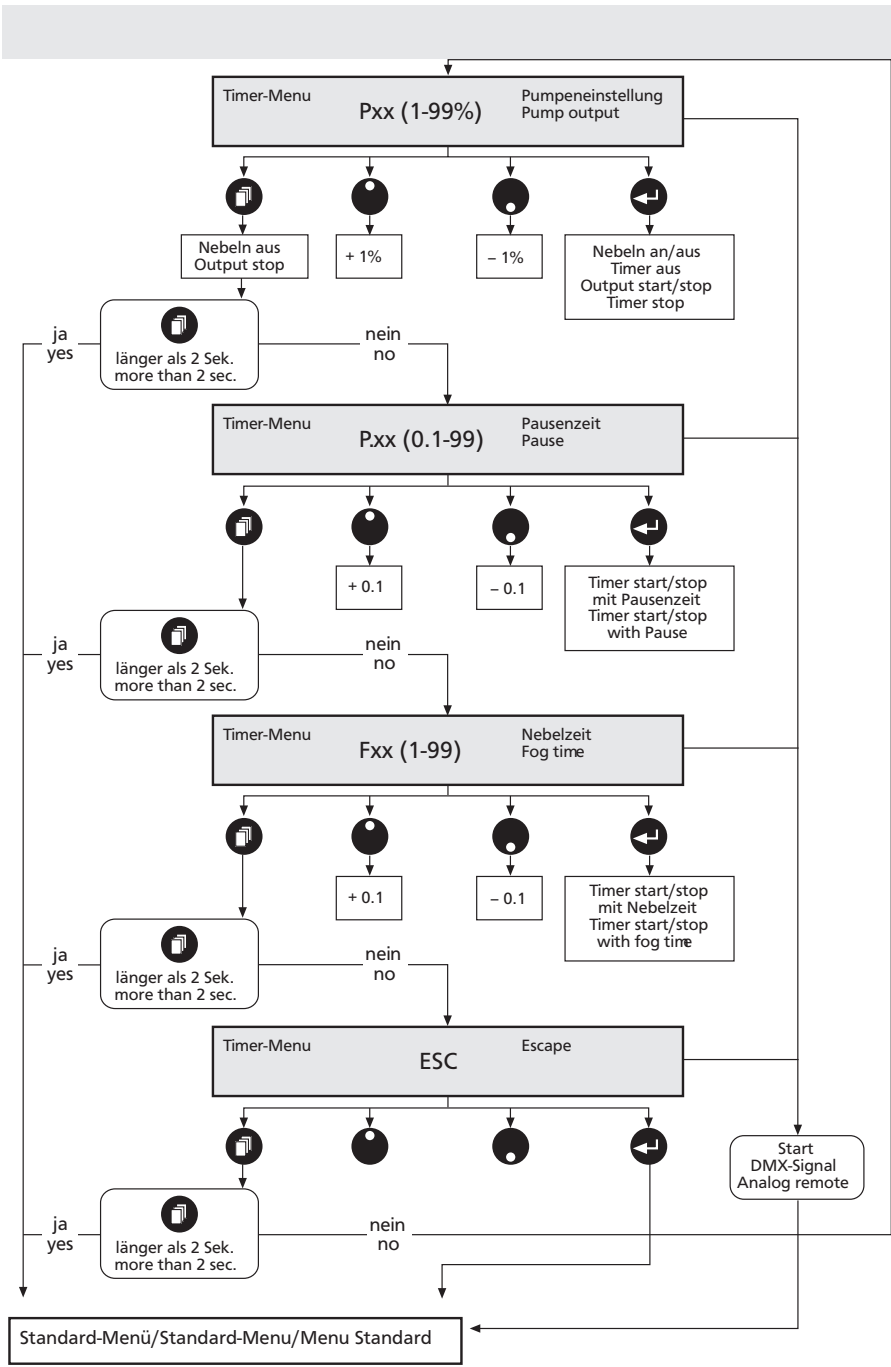 Timer-Menu
Pxx (1-99%)
Pumpeneinstellung
Pump output
Nebeln aus
Output stop
+ 1%
– 1%
Nebeln an/aus
Timer aus
Output start/stop
Timer stop
ja
yes
länger als 2 Sek.
more than 2 sec.
nein
no
Timer-Menu
P.xx (0.1-99)
Pausenzeit
Pause
+ 0.1
– 0.1
Timer start/stop
mit Pausenzeit
Timer start/stop
with Pause
ja
yes
länger als 2 Sek.
more than 2 sec.
nein
no
Timer-Menu
Fxx (1-99)
Nebelzeit
Fog time
+ 0.1
– 0.1
Timer start/stop
mit Nebelzeit
Timer start/stop
with fog time
ja
yes
länger als 2 Sek.
more than 2 sec.
nein
no
Timer-Menu
ESC
Escape
Start
DMX-Signal
Analog remote
ja
yes
länger als 2 Sek.
more than 2 sec.
nein
no
Standard-Menü/Standard-Menu/Menu Standard